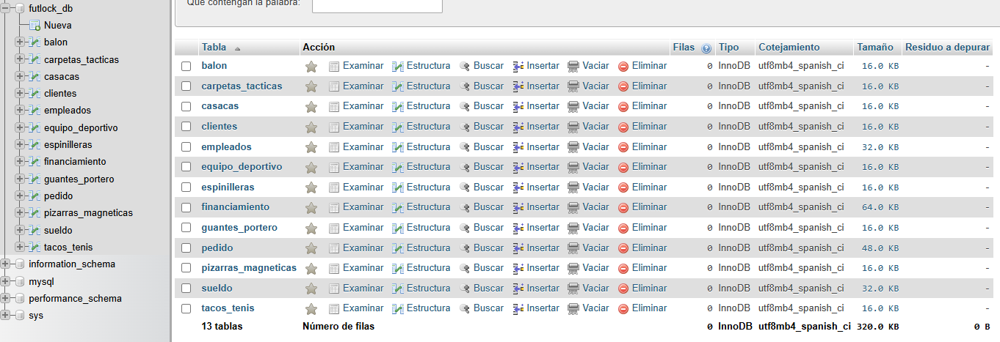 futlock_db
Nueva
balon
carpetas_tacticas
casacas
clientes
empleados
equipo_deportivo
espinilleras
financiamiento
guantes_portero
pedido
pizarras_magneticas
sueldo
tacos_tenis
information_schema
mysql
performance_schema
sys
Que contengan la palabra:
Tabla Acción Filas Tipo Cotejamiento Tamaño Residuo a depurar
balon Examinar Estructura Buscar Insertar Vaciar Eliminar 0 InnoDB utf8mb4_spanish_ci 16.0 KB -
carpetas_tacticas Examinar Estructura Buscar Insertar Vaciar Eliminar 0 InnoDB utf8mb4_spanish_ci 16.0 KB -
casacas Examinar Estructura Buscar Insertar Vaciar Eliminar 0 InnoDB utf8mb4_spanish_ci 16.0 KB -
clientes Examinar Estructura Buscar Insertar Vaciar Eliminar 0 InnoDB utf8mb4_spanish_ci 16.0 KB -
empleados Examinar Estructura Buscar Insertar Vaciar Eliminar 0 InnoDB utf8mb4_spanish_ci 32.0 KB -
equipo_deportivo Examinar Estructura Buscar Insertar Vaciar Eliminar 0 InnoDB utf8mb4_spanish_ci 16.0 KB -
espinilleras Examinar Estructura Buscar Insertar Vaciar Eliminar 0 InnoDB utf8mb4_spanish_ci 16.0 KB -
financiamiento Examinar Estructura Buscar Insertar Vaciar Eliminar 0 InnoDB utf8mb4_spanish_ci 64.0 KB -
guantes_portero Examinar Estructura Buscar Insertar Vaciar Eliminar 0 InnoDB utf8mb4_spanish_ci 16.0 KB -
pedido Examinar Estructura Buscar Insertar Vaciar Eliminar 0 InnoDB utf8mb4_spanish_ci 48.0 KB -
pizarras_magneticas Examinar Estructura Buscar Insertar Vaciar Eliminar 0 InnoDB utf8mb4_spanish_ci 16.0 KB -
sueldo Examinar Estructura Buscar Insertar Vaciar Eliminar 0 InnoDB utf8mb4_spanish_ci 32.0 KB -
tacos_tenis Examinar Estructura Buscar Insertar Vaciar Eliminar 0 InnoDB utf8mb4_spanish_ci 16.0 KB -
13 tablas Número de filas 0 InnoDB utf8mb4_spanish_ci 320.0 KB 0 B